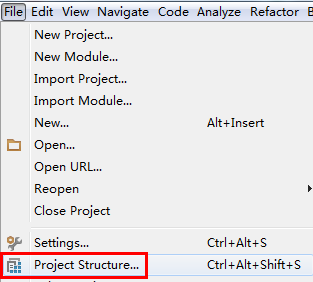 File Edit View Navigate Code Analyze Refactor
New Project...
New Module...
Import Project...
Import Module...
New... Alt+Insert
Open...
Open URL...
Reopen
Close Project
Settings... Ctrl+Alt+S
Project Structure... Ctrl+Alt+Shift+S